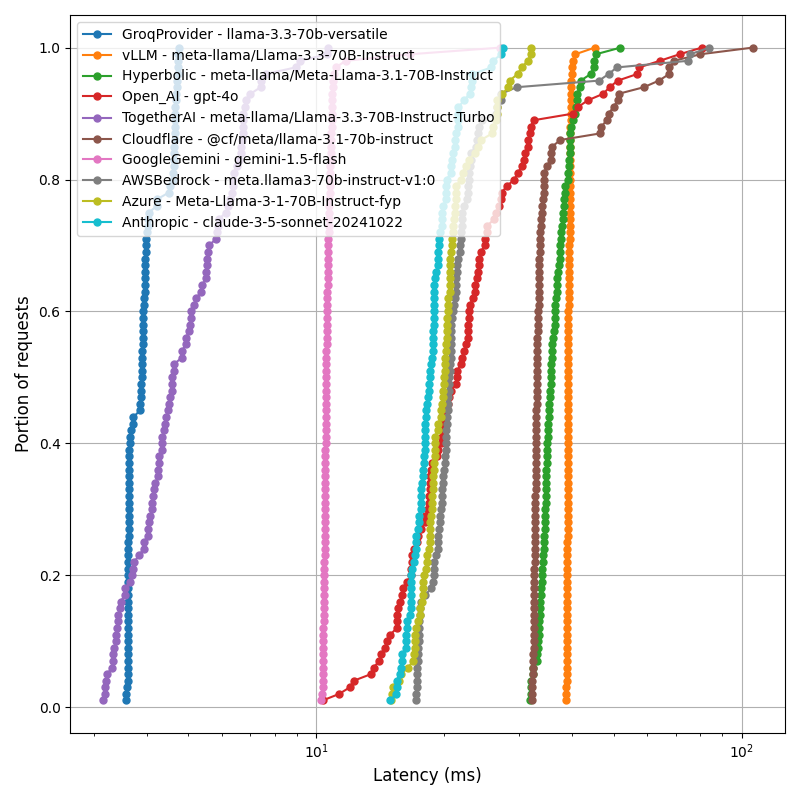 GroqProvider - llama-3.3-70b-versatile
vLLM - meta-llama/Llama-3.3-70B-Instruct
Hyperbolic - meta-llama/Meta-Llama-3.1-70B-Instruct
Open_AI - gpt-4o
TogetherAI - meta-llama/Llama-3.3-70B-Instruct-Turbo
Cloudflare - @cf/meta/llama-3.1-70b-instruct
GoogleGemini - gemini-1.5-flash
AWSBedrock - meta.llama3-70b-instruct-v1:0
Azure - Meta-Llama-3-1-70B-Instruct-fyp
Anthropic - claude-3-5-sonnet-20241022
1.0
0.8
0.6
0.4
0.2
0.0
Portion of requests
10¹ 10²
Latency (ms)